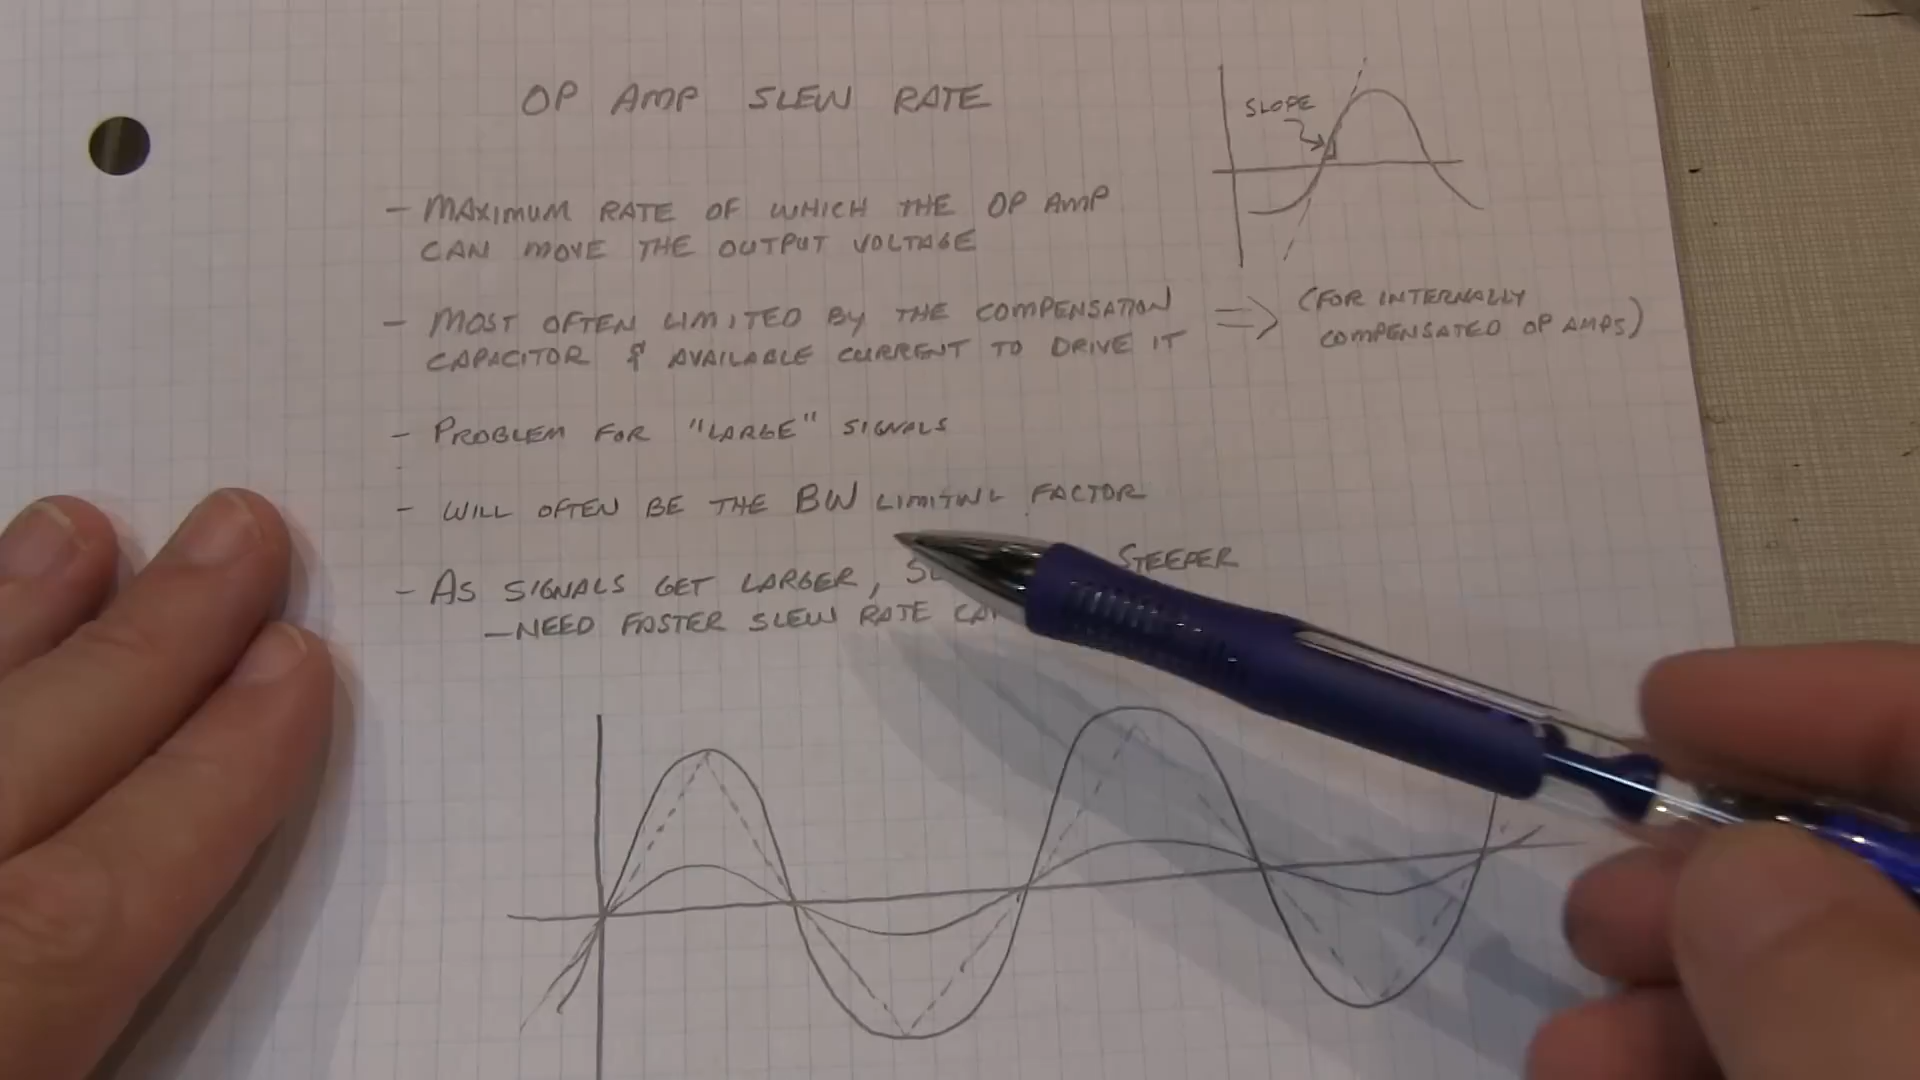 OP AMP SLEW RATE
SLOPE
- MAXIMUM RATE OF WHICH THE OP AMP
CAN MOVE THE OUTPUT VOLTAGE
- MOST OFTEN LIMITED BY THE COMPENSATION
CAPACITOR & AVAILABLE CURRENT TO DRIVE IT
=> (FOR INTERNALLY
COMPENSATED OP AMPS)
- PROBLEM FOR "LARGE" SIGNALS
- WILL OFTEN BE THE BW LIMITING FACTOR
- AS SIGNALS GET LARGER, STEEPER
- NEED FASTER SLEW RATE